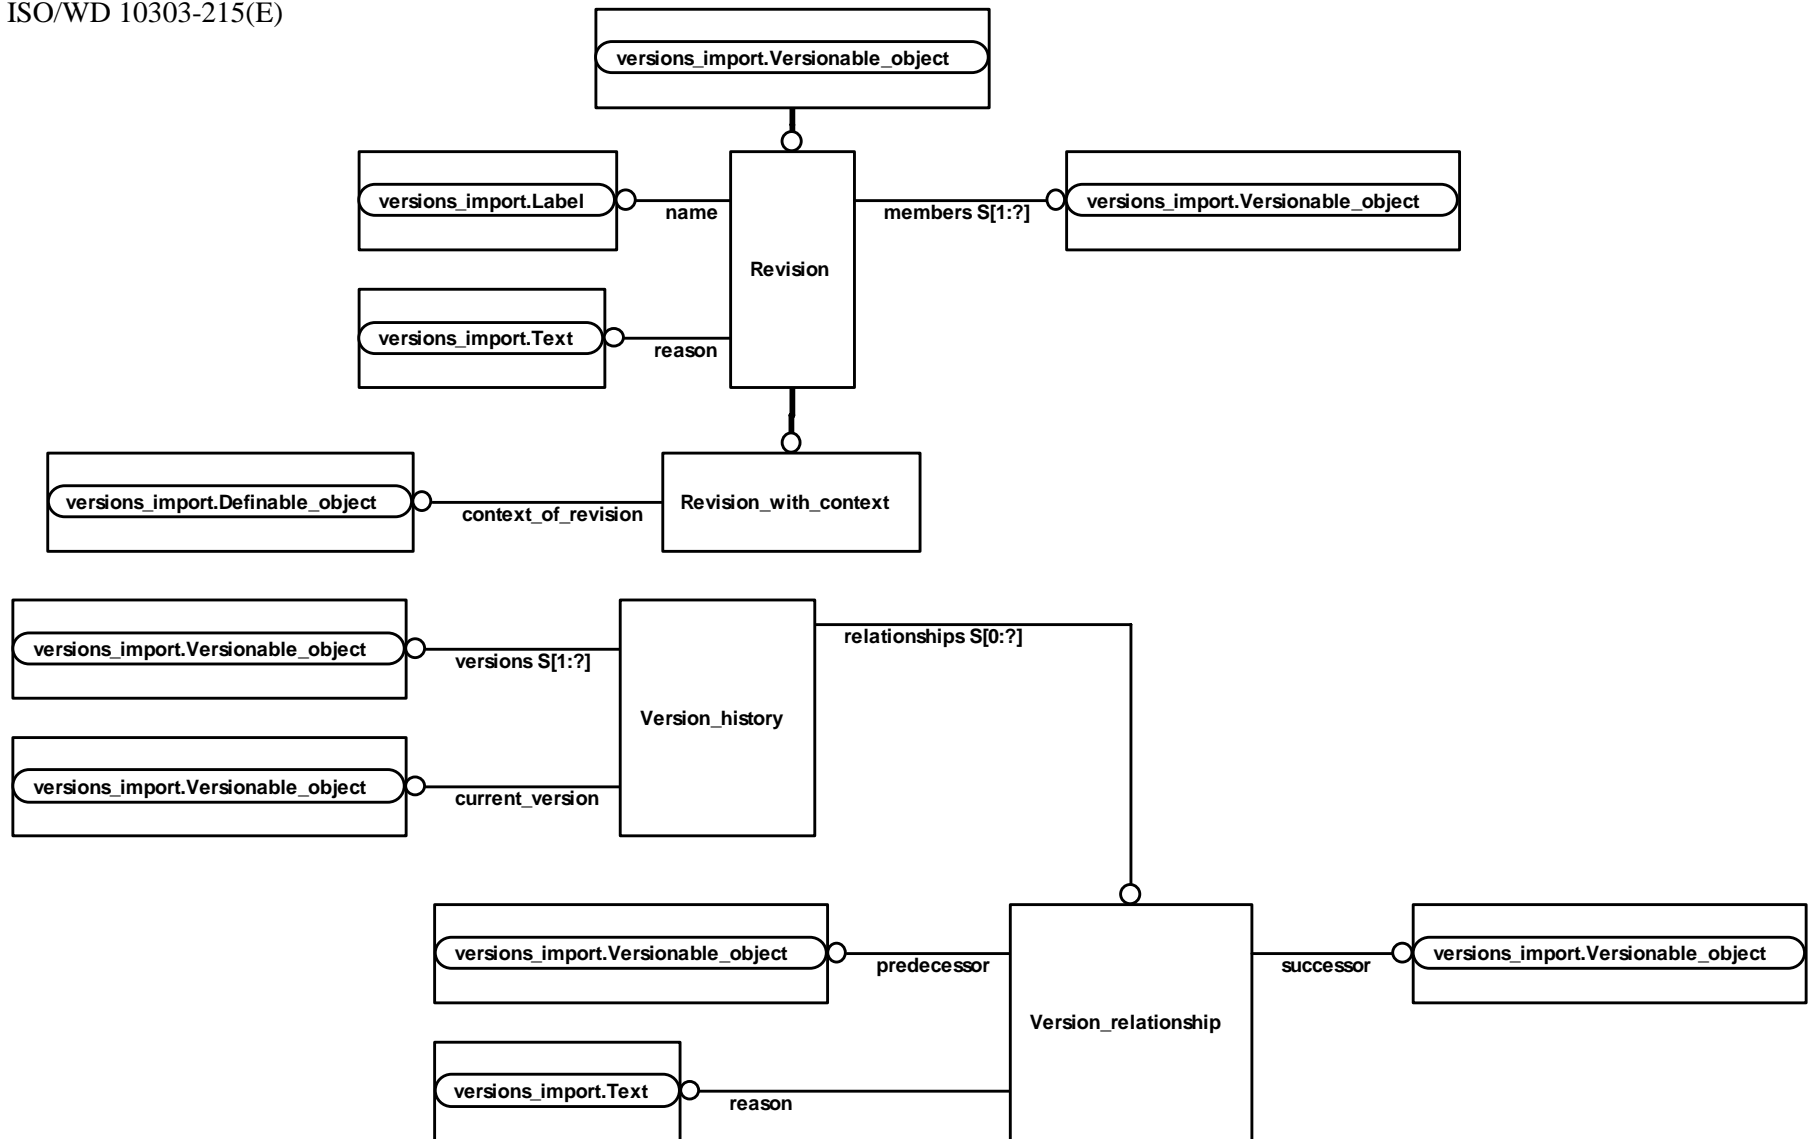 ISO/WD 10303-215(E)
versions_import.Versionable_object
versions_import.Label
name
members S[1:?]
versions_import.Versionable_object
Revision
versions_import.Text
reason
versions_import.Definable_object
context_of_revision
Revision_with_context
versions_import.Versionable_object
versions S[1:?]
relationships S[0:?]
Version_history
versions_import.Versionable_object
current_version
versions_import.Versionable_object
predecessor
successor
versions_import.Versionable_object
Version_relationship
versions_import.Text
reason